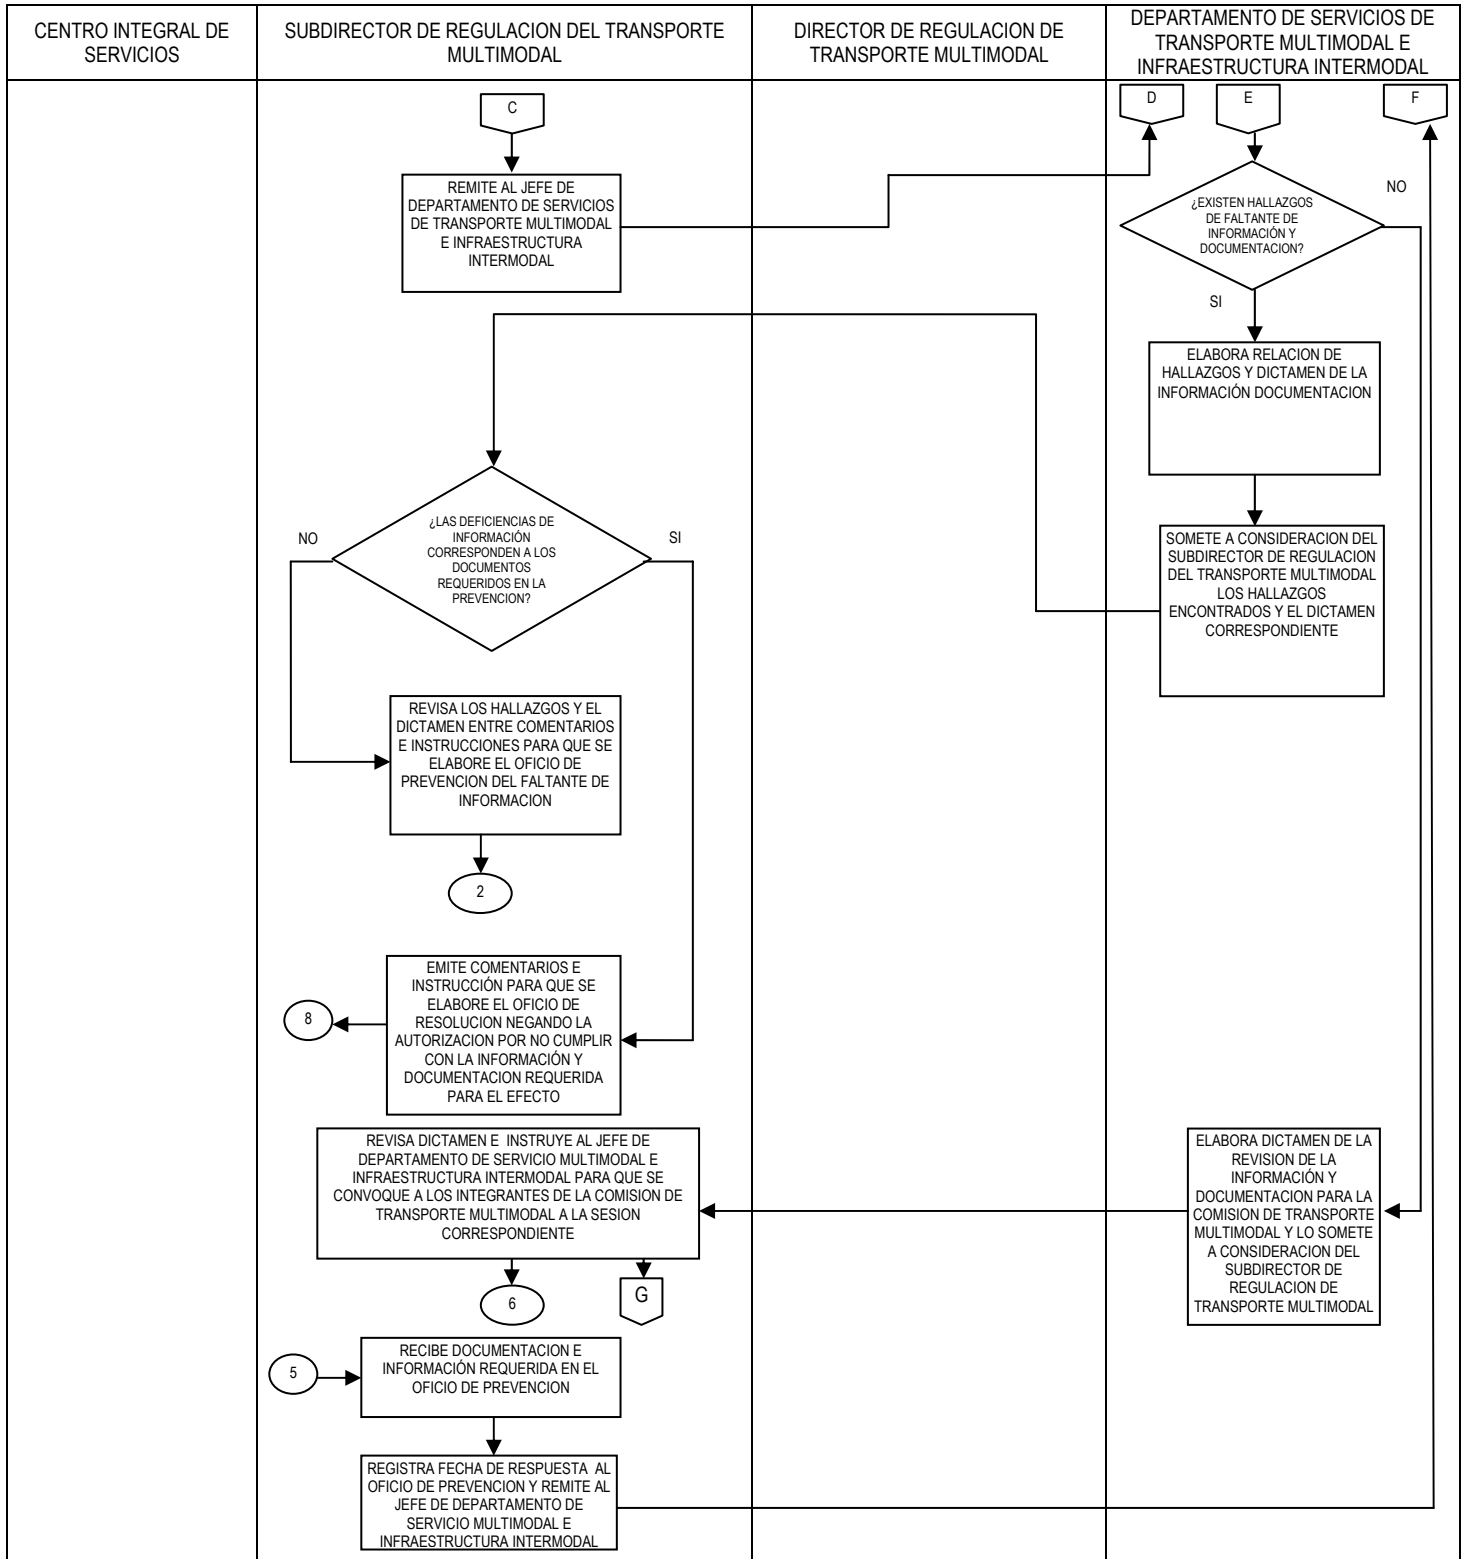 CENTRO INTEGRAL DE
SERVICIOS
SUBDIRECTOR DE REGULACION DEL TRANSPORTE
MULTIMODAL
DIRECTOR DE REGULACION DE
TRANSPORTE MULTIMODAL
DEPARTAMENTO DE SERVICIOS DE
TRANSPORTE MULTIMODAL E
INFRAESTRUCTURA INTERMODAL
C
D
E
F
REMITE AL JEFE DE
DEPARTAMENTO DE SERVICIOS
DE TRANSPORTE MULTIMODAL
E INFRAESTRUCTURA
INTERMODAL
¿EXISTEN HALLAZGOS
DE FALTANTE DE
INFORMACIÓN Y
DOCUMENTACION?
NO
SI
ELABORA RELACION DE
HALLAZGOS Y DICTAMEN DE LA
INFORMACIÓN DOCUMENTACION
¿LAS DEFICIENCIAS DE
INFORMACIÓN
CORRESPONDEN A LOS
DOCUMENTOS
REQUERIDOS EN LA
PREVENCION?
NO
SI
SOMETE A CONSIDERACION DEL
SUBDIRECTOR DE REGULACION
DEL TRANSPORTE MULTIMODAL
LOS HALLAZGOS
ENCONTRADOS Y EL DICTAMEN
CORRESPONDIENTE
REVISA LOS HALLAZGOS Y EL
DICTAMEN ENTRE COMENTARIOS
E INSTRUCCIONES PARA QUE SE
ELABORE EL OFICIO DE
PREVENCION DEL FALTANTE DE
INFORMACION
2
EMITE COMENTARIOS E
INSTRUCCIÓN PARA QUE SE
ELABORE EL OFICIO DE
RESOLUCION NEGANDO LA
AUTORIZACION POR NO CUMPLIR
CON LA INFORMACIÓN Y
DOCUMENTACION REQUERIDA
PARA EL EFECTO
8
REVISA DICTAMEN E INSTRUYE AL JEFE DE
DEPARTAMENTO DE SERVICIO MULTIMODAL E
INFRAESTRUCTURA INTERMODAL PARA QUE SE
CONVOQUE A LOS INTEGRANTES DE LA COMISION DE
TRANSPORTE MULTIMODAL A LA SESION
CORRESPONDIENTE
ELABORA DICTAMEN DE LA
REVISION DE LA
INFORMACIÓN Y
DOCUMENTACION PARA LA
COMISION DE TRANSPORTE
MULTIMODAL Y LO SOMETE
A CONSIDERACION DEL
SUBDIRECTOR DE
REGULACION DE
TRANSPORTE MULTIMODAL
6
G
5
RECIBE DOCUMENTACION E
INFORMACIÓN REQUERIDA EN EL
OFICIO DE PREVENCION
REGISTRA FECHA DE RESPUESTA AL
OFICIO DE PREVENCION Y REMITE AL
JEFE DE DEPARTAMENTO DE
SERVICIO MULTIMODAL E
INFRAESTRUCTURA INTERMODAL